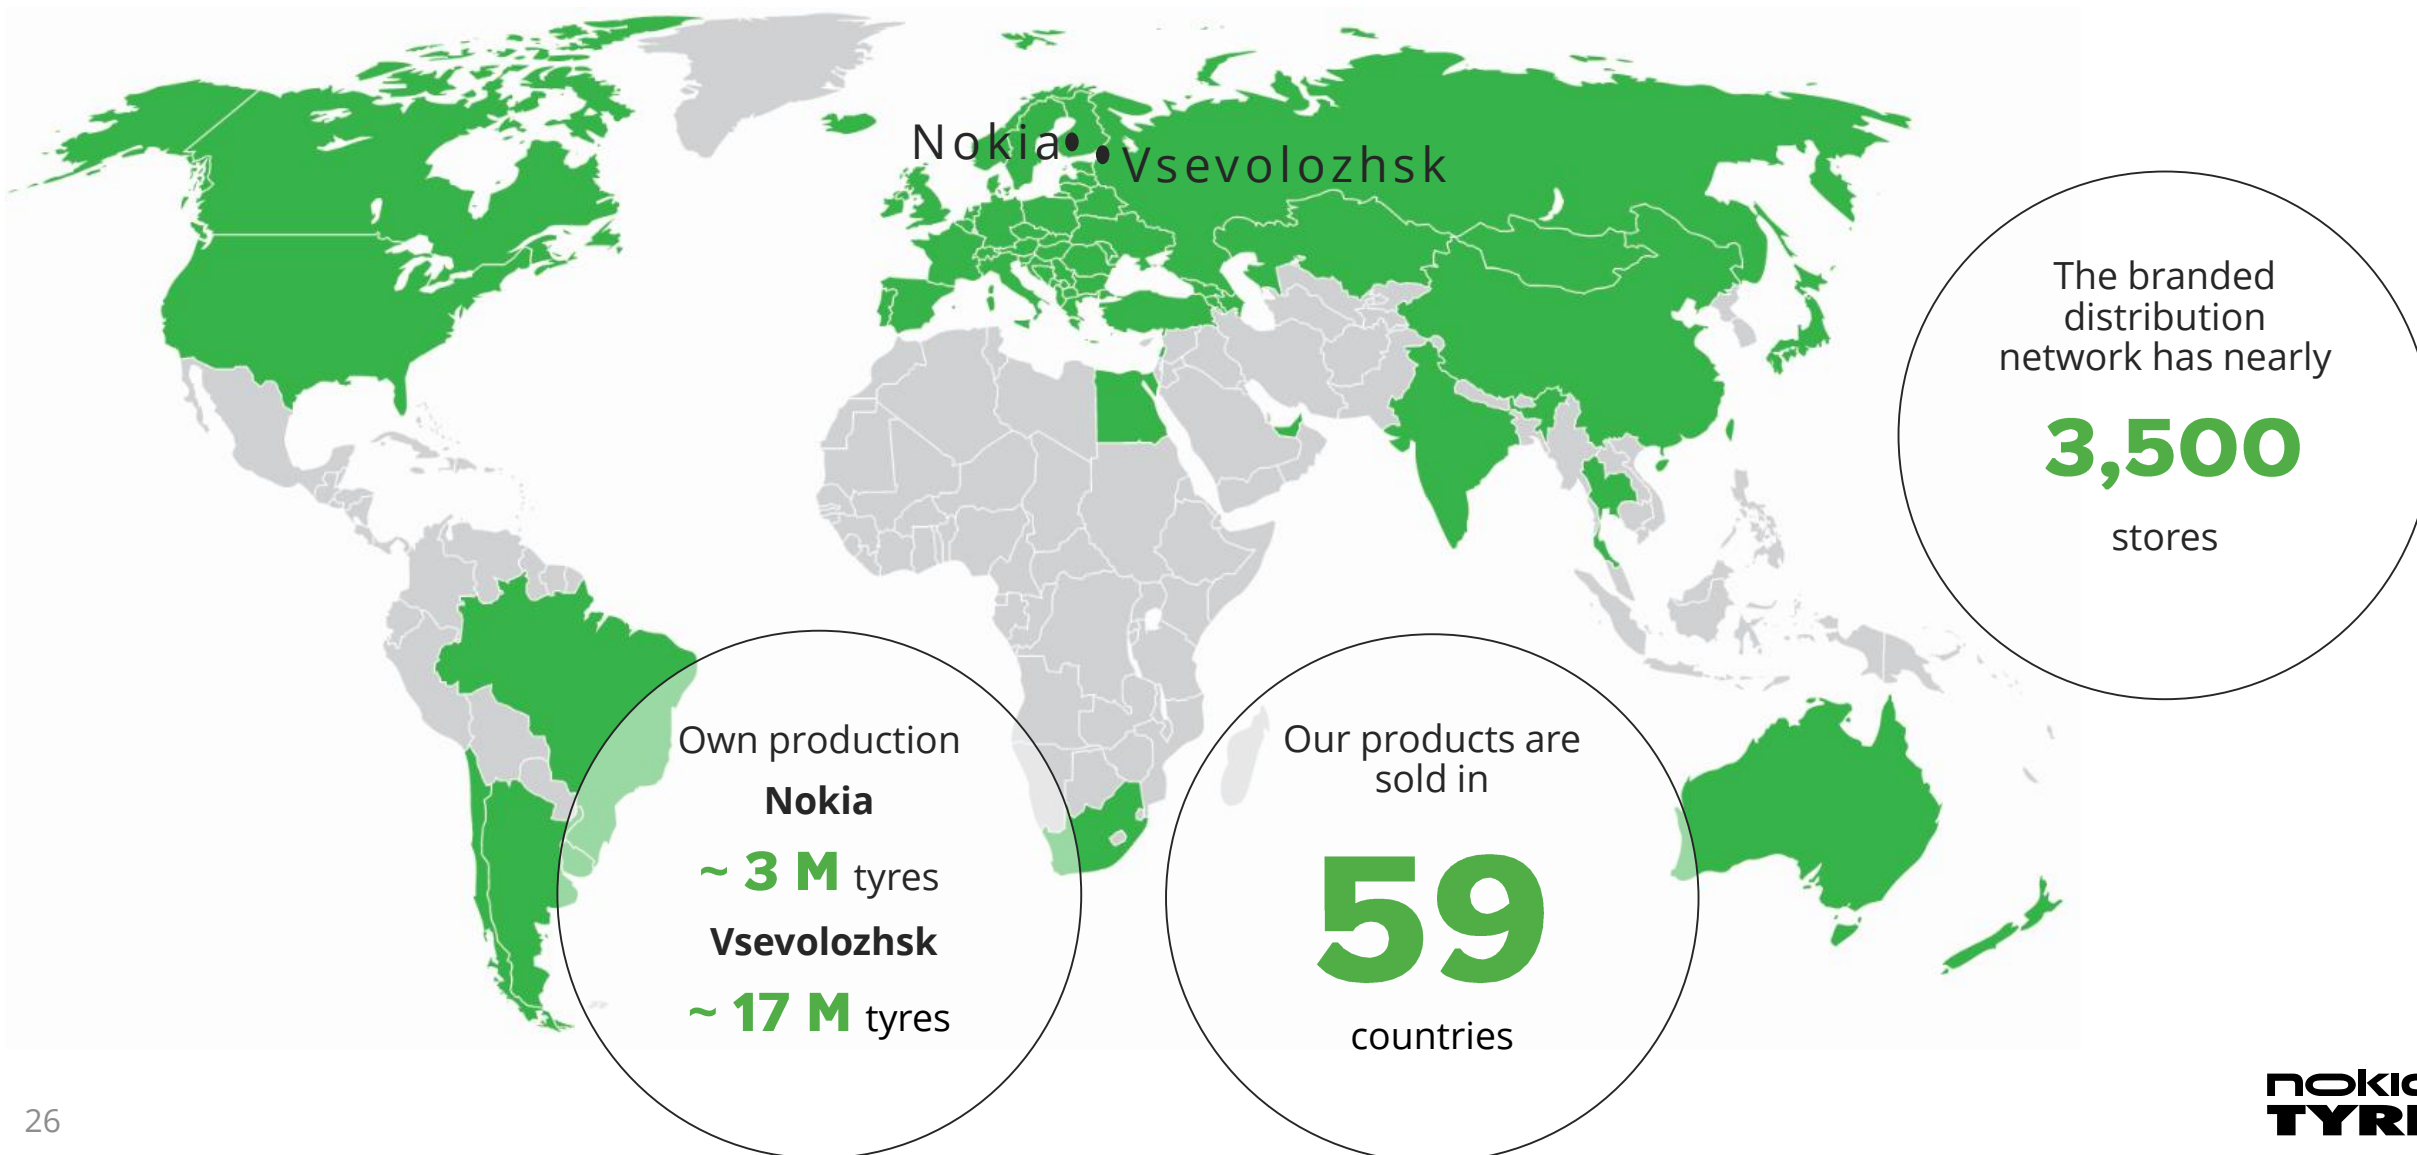 Nokia
Vsevolozhsk
The branded
distribution
network has nearly
3,500
stores
Own production
Nokia
~ 3 M tyres
Vsevolozhsk
~ 17 M tyres
Our products are
sold in
59
countries
26